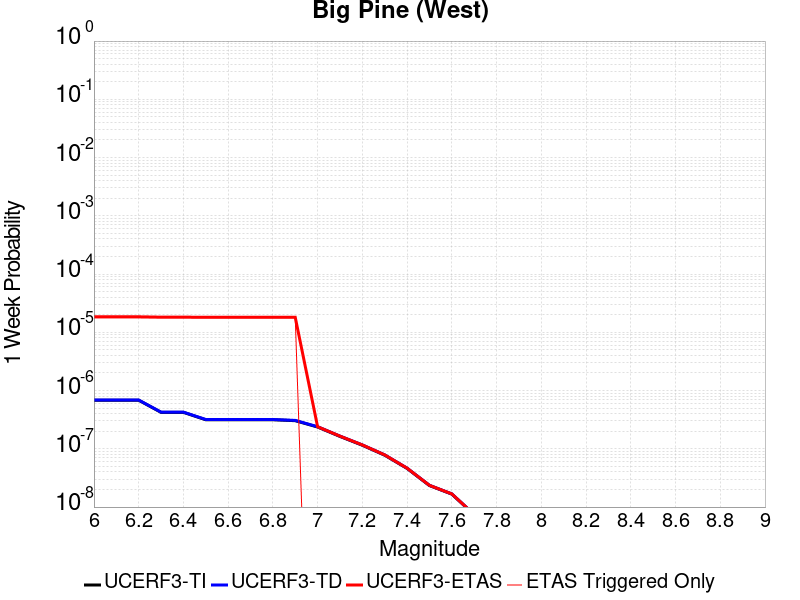 Big Pine (West)
1 Week Probability
10^0
10^-1
10^-2
10^-3
10^-4
10^-5
10^-6
10^-7
10^-8
6 6.2 6.4 6.6 6.8 7 7.2 7.4 7.6 7.8 8 8.2 8.4 8.6 8.8 9
Magnitude
UCERF3-TI UCERF3-TD UCERF3-ETAS ETAS Triggered Only